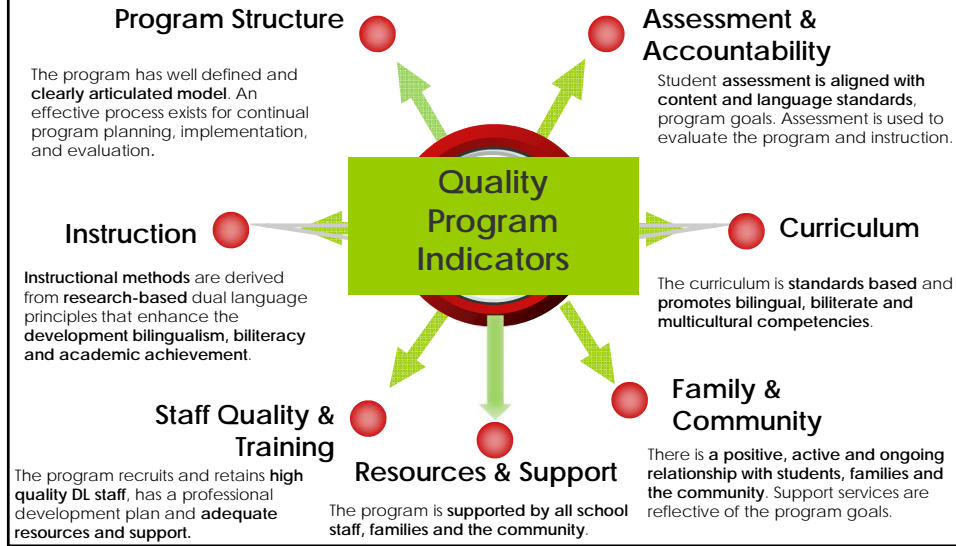 Program Structure
The program has well defined and
clearly articulated model. An
effective process exists for continual
program planning, implementation,
and evaluation.
Assessment &
Accountability
Student assessment is aligned with
content and language standards,
program goals. Assessment is used to
evaluate the program and instruction.
Quality
Program
Indicators
Instruction
Instructional methods are derived
from research-based dual language
principles that enhance the
development bilingualism, biliteracy
and academic achievement.
Curriculum
The curriculum is standards based and
promotes bilingual, biliterate and
multicultural competencies.
Staff Quality &
Training
The program recruits and retains high
quality DL staff, has a professional
development plan and adequate
resources and support.
Resources & Support
The program is supported by all school
staff, families and the community.
Family &
Community
There is a positive, active and ongoing
relationship with students, families and
the community. Support services are
reflective of the program goals.